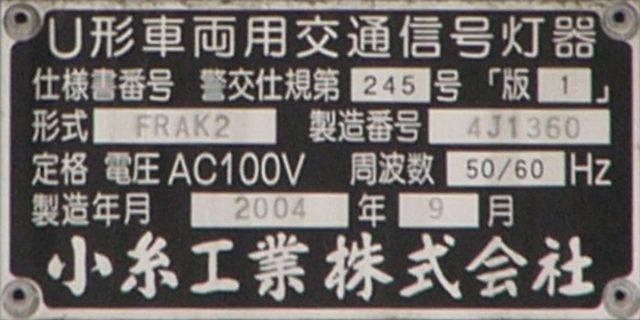 U形車両用交通信号灯器
仕様書番号 警交仕規第 245 号 「版 1 」
形式 FRAK2 製造番号 4J1360
定格 電圧 AC100V 周波数 50/60 Hz
製造年月 2004 年 9 月
小糸工業株式会社